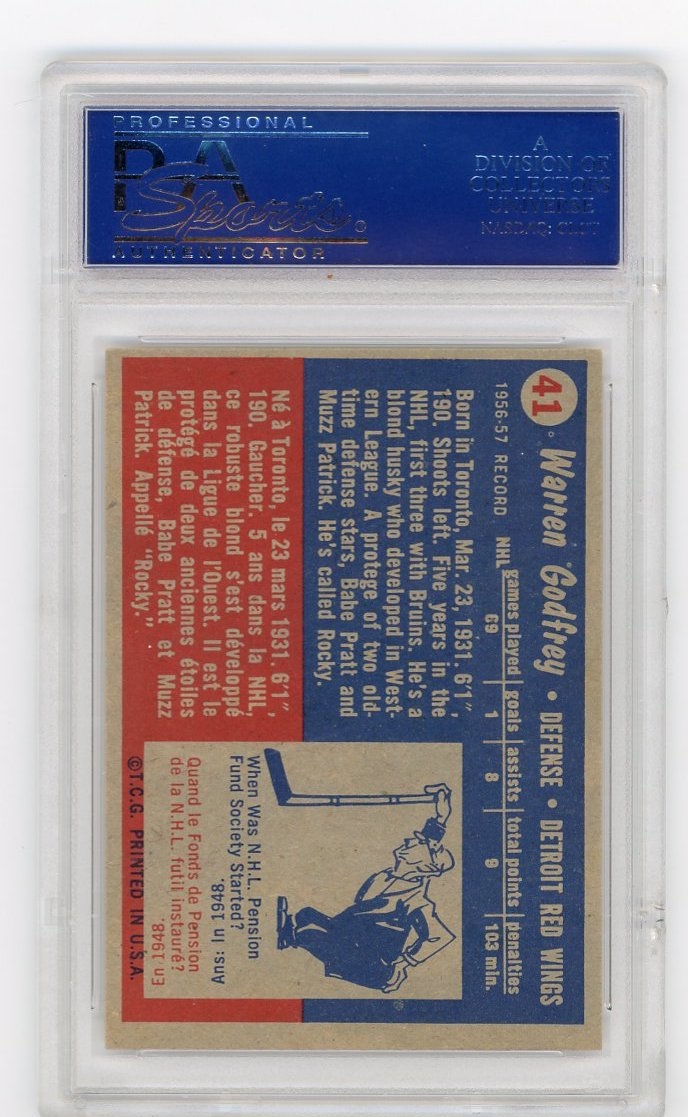 PROFESSIONAL
PSA
Sports®
AUTHENTICATOR
A
DIVISION OF
COLLECTORS
UNIVERSE
NASDAQ: CLCT
41 Warren Godfrey • DEFENSE • DETROIT RED WINGS
games played goals assists total points penalties
1956-57 RECORD NHL 69 1 8 9 103 min.
Born in Toronto, Mar. 23, 1931. 6'1",
190. Shoots left. Five years in the
NHL, first three with Bruins. He's a
blond husky who developed in West-
ern League. A protege of two old-
time defense stars, Babe Pratt and
Muzz Patrick. He's called Rocky.
Né à Toronto, le 23 mars 1931. 6'1",
190. Gaucher. 5 ans dans la NHL,
ce robuste blond s'est développé
dans la Ligue de l'Ouest. Il est le
protégé de deux anciennes étoiles
de défense, Babe Pratt et Muzz
Patrick. Appellé "Rocky."
When Was N.H.L. Pension
Fund Society Started?
Ans: In 1948.
Quand le Fonds de Pension
de la N.H.L. futil instauré?
En 1948.
©T.C.G. PRINTED IN U.S.A.